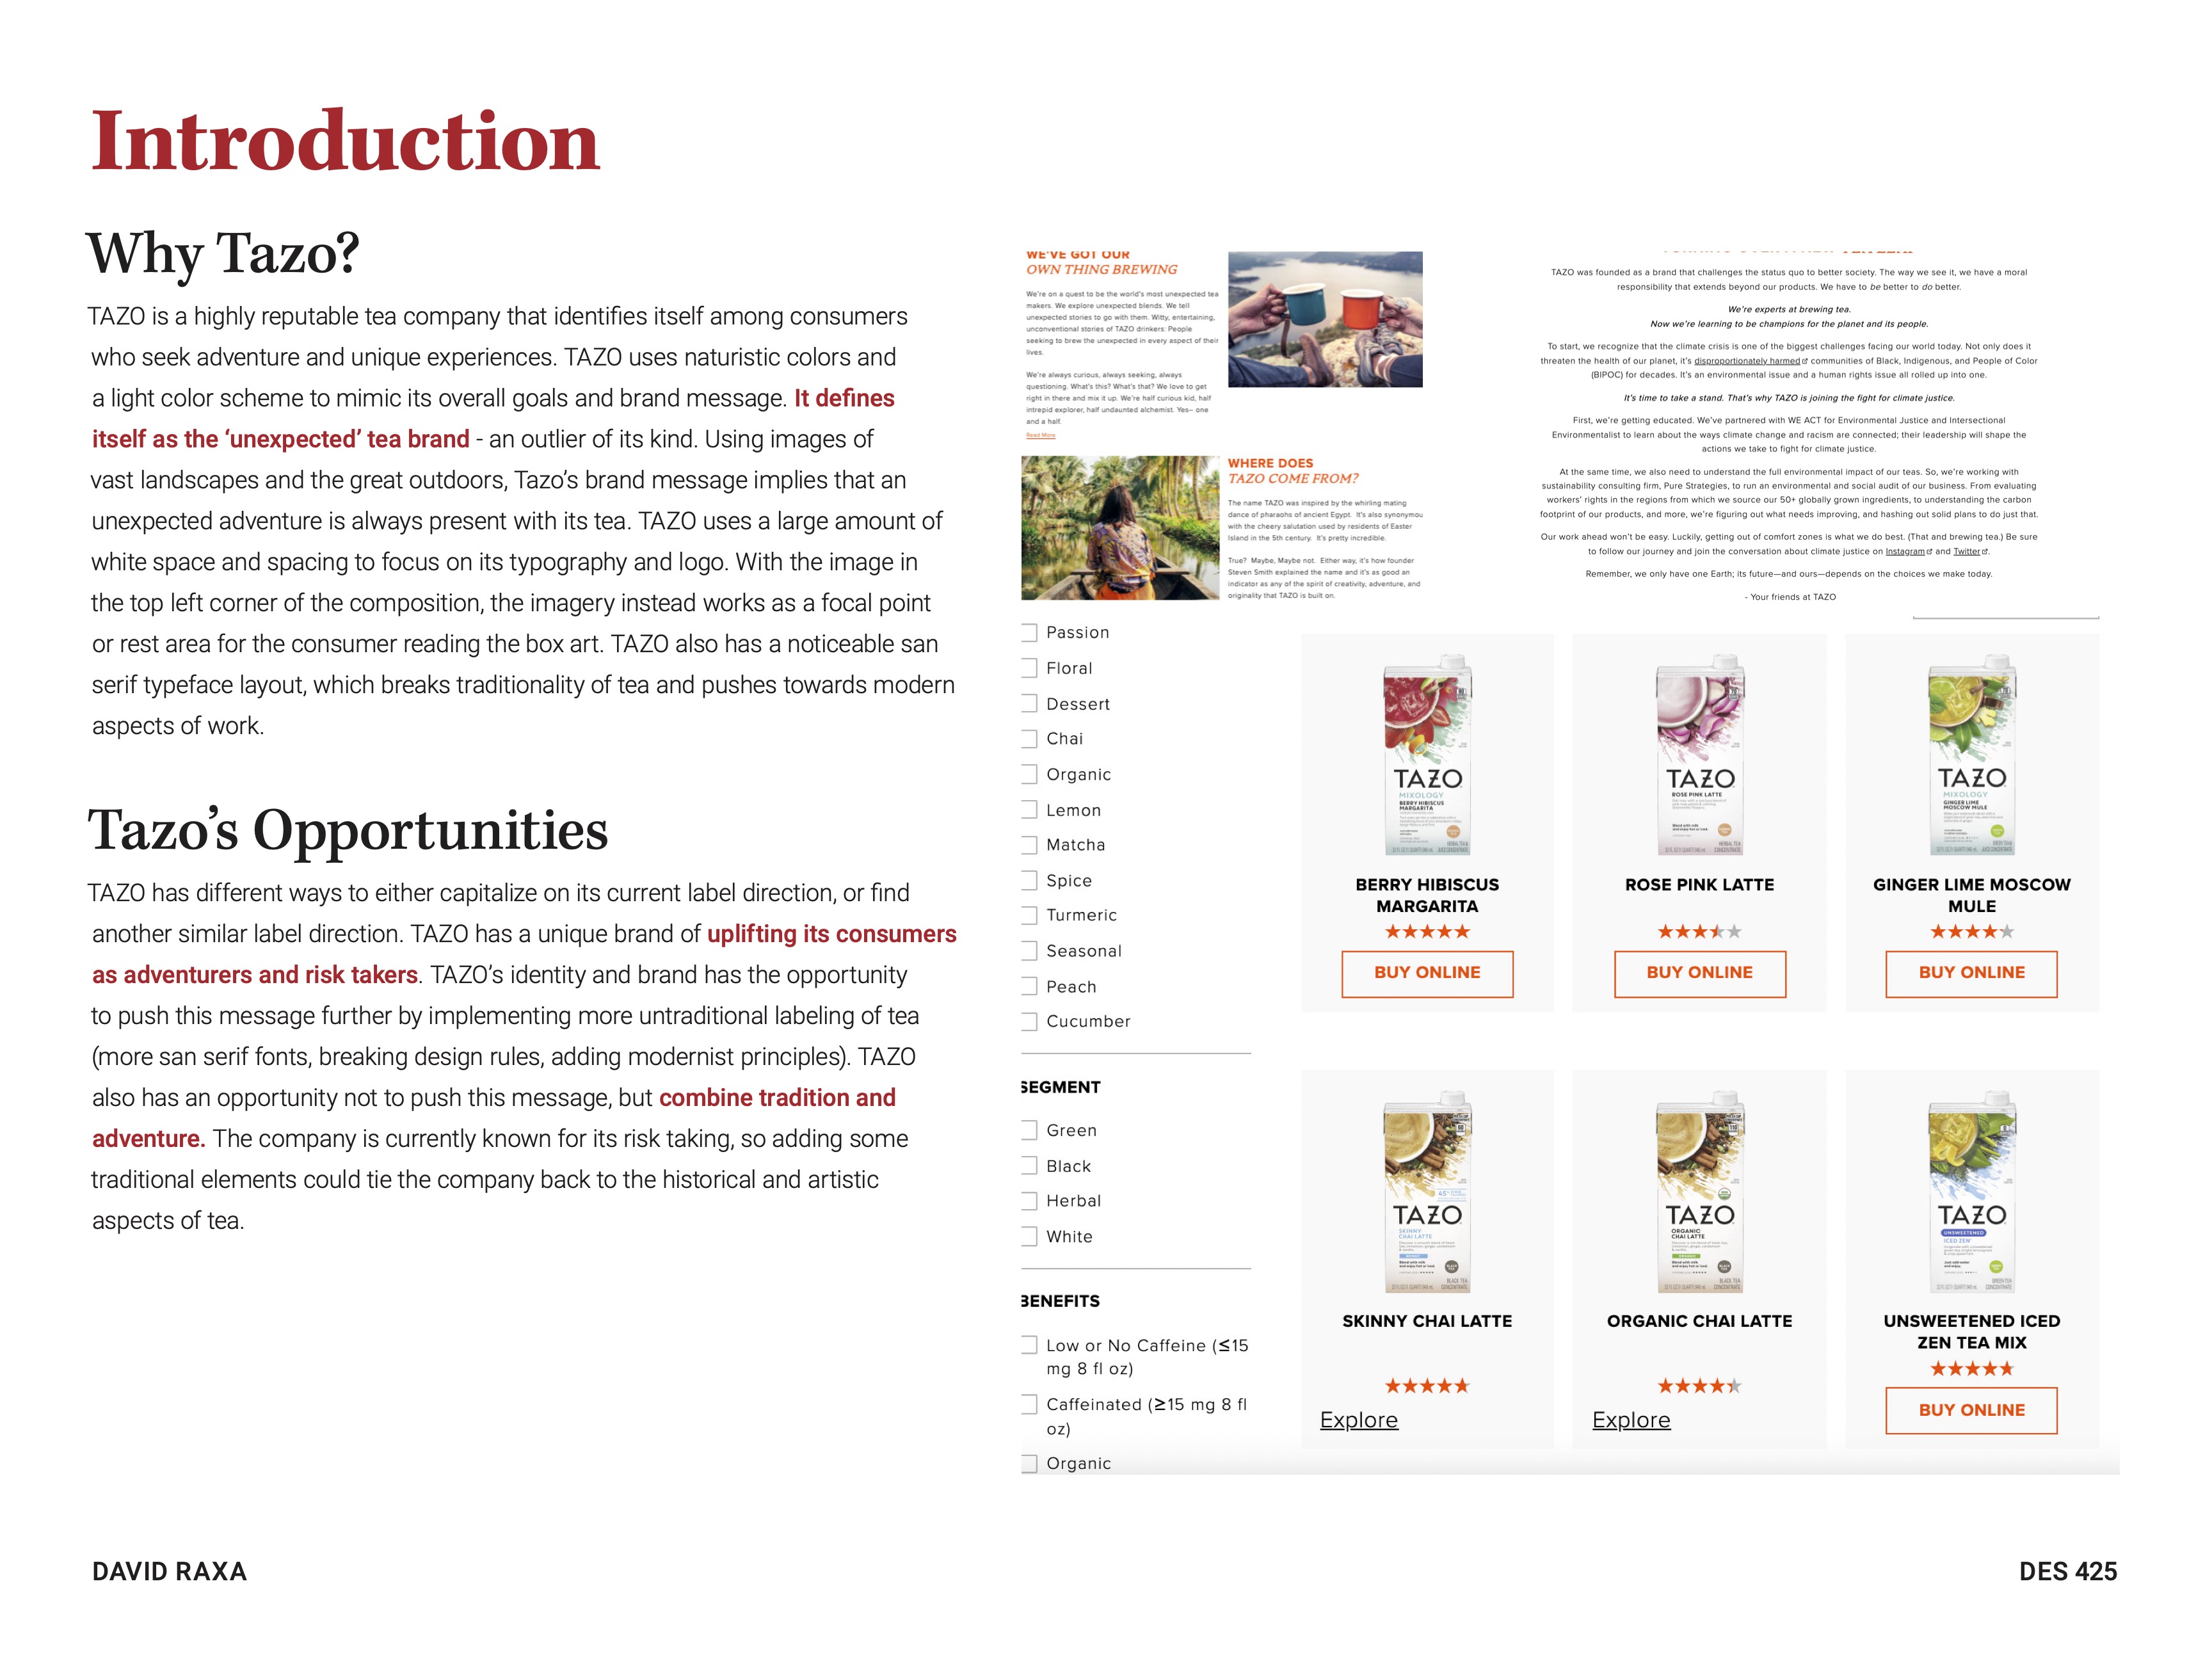 Introduction
Why Tazo?
TAZO is a highly reputable tea company that identifies itself among consumers
who seek adventure and unique experiences. TAZO uses naturistic colors and
a light color scheme to mimic its overall goals and brand message. It defines
itself as the ‘unexpected’ tea brand - an outlier of its kind. Using images of
vast landscapes and the great outdoors, Tazo’s brand message implies that an
unexpected adventure is always present with its tea. TAZO uses a large amount of
white space and spacing to focus on its typography and logo. With the image in
the top left corner of the composition, the imagery instead works as a focal point
or rest area for the consumer reading the box art. TAZO also has a noticeable san
serif typeface layout, which breaks traditionality of tea and pushes towards modern
aspects of work.
Tazo’s Opportunities
TAZO has different ways to either capitalize on its current label direction, or find
another similar label direction. TAZO has a unique brand of uplifting its consumers
as adventurers and risk takers. TAZO’s identity and brand has the opportunity
to push this message further by implementing more untraditional labeling of tea
(more san serif fonts, breaking design rules, adding modernist principles). TAZO
also has an opportunity not to push this message, but combine tradition and
adventure. The company is currently known for its risk taking, so adding some
traditional elements could tie the company back to the historical and artistic
aspects of tea.
WE'VE GOT OUR
OWN THING BREWING
We're on a quest to be the world's most unexpected tea
makers. We explore unexpected blends. We tell
unexpected stories to go with them. Witty, entertaining,
unconventional stories of TAZO drinkers: People
seeking to brew the unexpected in every aspect of their
lives.
We're always curious, always seeking, always
questioning. What's this? What's that? We love to get
right in there and mix it up. We're half curious kid, half
intrepid explorer, half undaunted alchemist. Yes– one
and a half.
Read More
WHERE DOES
TAZO COME FROM?
The name TAZO was inspired by the whirling mating
dance of pharaohs of ancient Egypt. It's also synonymou
with the cheery salutation used by residents of Easter
Island in the 5th century. It's pretty incredible.
True? Maybe, Maybe not. Either way, it's how founder
Steven Smith explained the name and it's as good an
indicator as any of the spirit of creativity, adventure, and
originality that TAZO is built on.
TAZO was founded as a brand that challenges the status quo to better society. The way we see it, we have a moral
responsibility that extends beyond our products. We have to be better to do better.
We're experts at brewing tea.
Now we're learning to be champions for the planet and its people.
To start, we recognize that the climate crisis is one of the biggest challenges facing our world today. Not only does it
threaten the health of our planet, it's disproportionately harmed communities of Black, Indigenous, and People of Color
(BIPOC) for decades. It's an environmental issue and a human rights issue all rolled up into one.
It's time to take a stand. That's why TAZO is joining the fight for climate justice.
First, we're getting educated. We've partnered with WE ACT for Environmental Justice and Intersectional
Environmentalist to learn about the ways climate change and racism are connected; their leadership will shape the
actions we take to fight for climate justice.
At the same time, we also need to understand the full environmental impact of our teas. So, we're working with
sustainability consulting firm, Pure Strategies, to run an environmental and social audit of our business. From evaluating
workers' rights in the regions from which we source our 50+ globally grown ingredients, to understanding the carbon
footprint of our products, and more, we're figuring out what needs improving, and hashing out solid plans to do just that.
Our work ahead won't be easy. Luckily, getting out of comfort zones is what we do best. (That and brewing tea.) Be sure
to follow our journey and join the conversation about climate justice on Instagram and Twitter.
Remember, we only have one Earth; its future—and ours—depends on the choices we make today.
- Your friends at TAZO
Passion
Floral
Dessert
Chai
Organic
Lemon
Matcha
Spice
Turmeric
Seasonal
Peach
Cucumber
SEGMENT
Green
Black
Herbal
White
BENEFITS
Low or No Caffeine (≤15
mg 8 fl oz)
Caffeinated (≥15 mg 8 fl
oz)
Organic
TAZO
MIXOLOGY
BERRY HIBISCUS
MARGARITA
BERRY HIBISCUS
MARGARITA
BUY ONLINE
TAZO
ROSE PINK LATTE
ROSE PINK LATTE
BUY ONLINE
TAZO
MIXOLOGY
GINGER LIME
MOSCOW MULE
GINGER LIME MOSCOW
MULE
BUY ONLINE
TAZO
SKINNY
CHAI LATTE
SKINNY CHAI LATTE
Explore
TAZO
ORGANIC
CHAI LATTE
ORGANIC CHAI LATTE
Explore
TAZO
UNSWEETENED
ICED ZEN
UNSWEETENED ICED
ZEN TEA MIX
BUY ONLINE
DAVID RAXA
DES 425